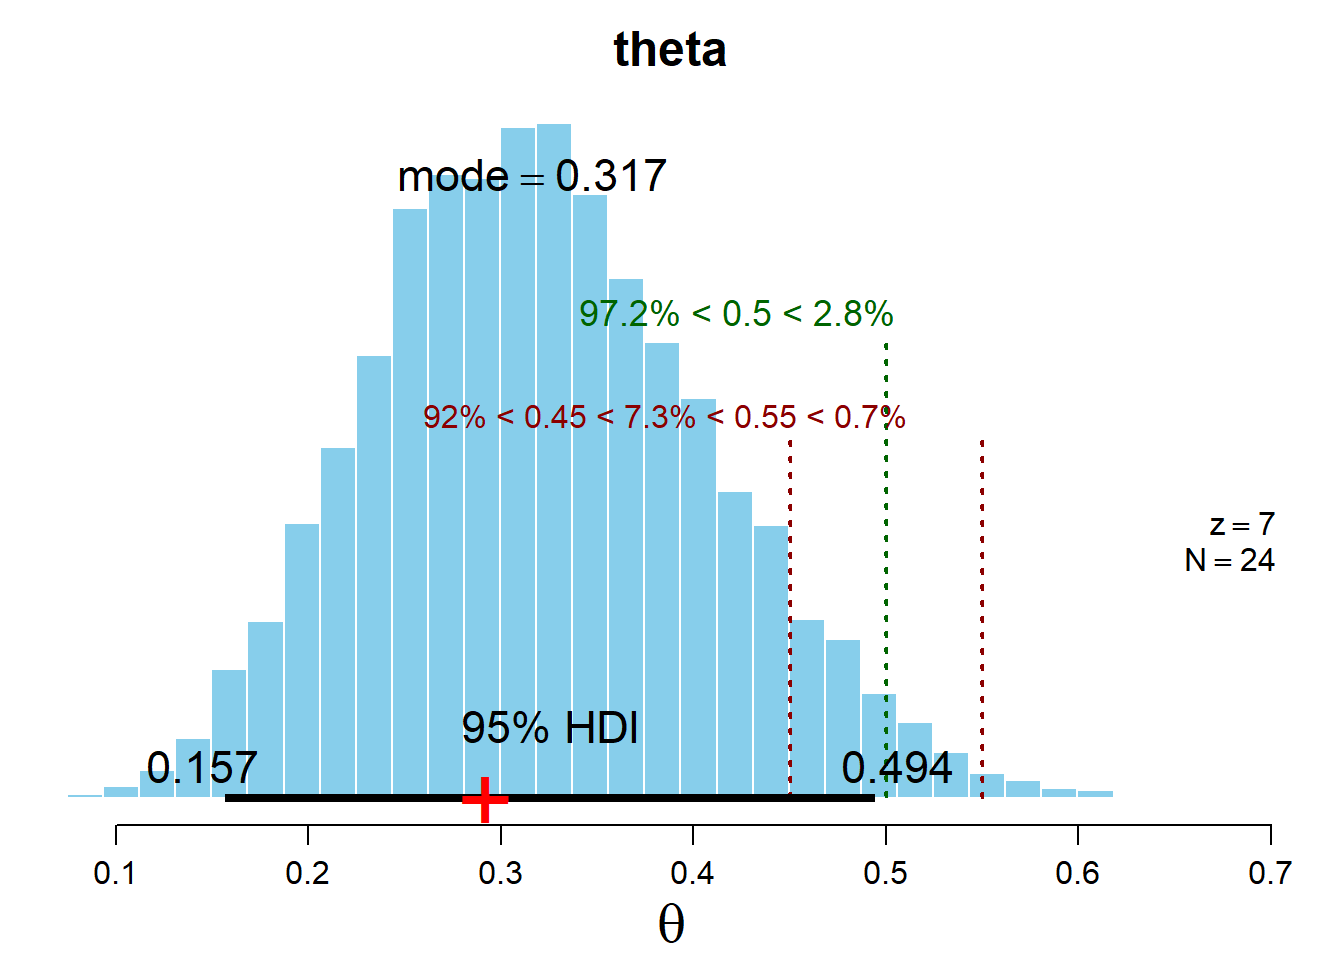 theta
mode = 0.317
97.2% < 0.5 < 2.8%
92% < 0.45 < 7.3% < 0.55 < 0.7%
z = 7
N = 24
95% HDI
0.157 0.494
0.1 0.2 0.3 0.4 0.5 0.6 0.7
θ